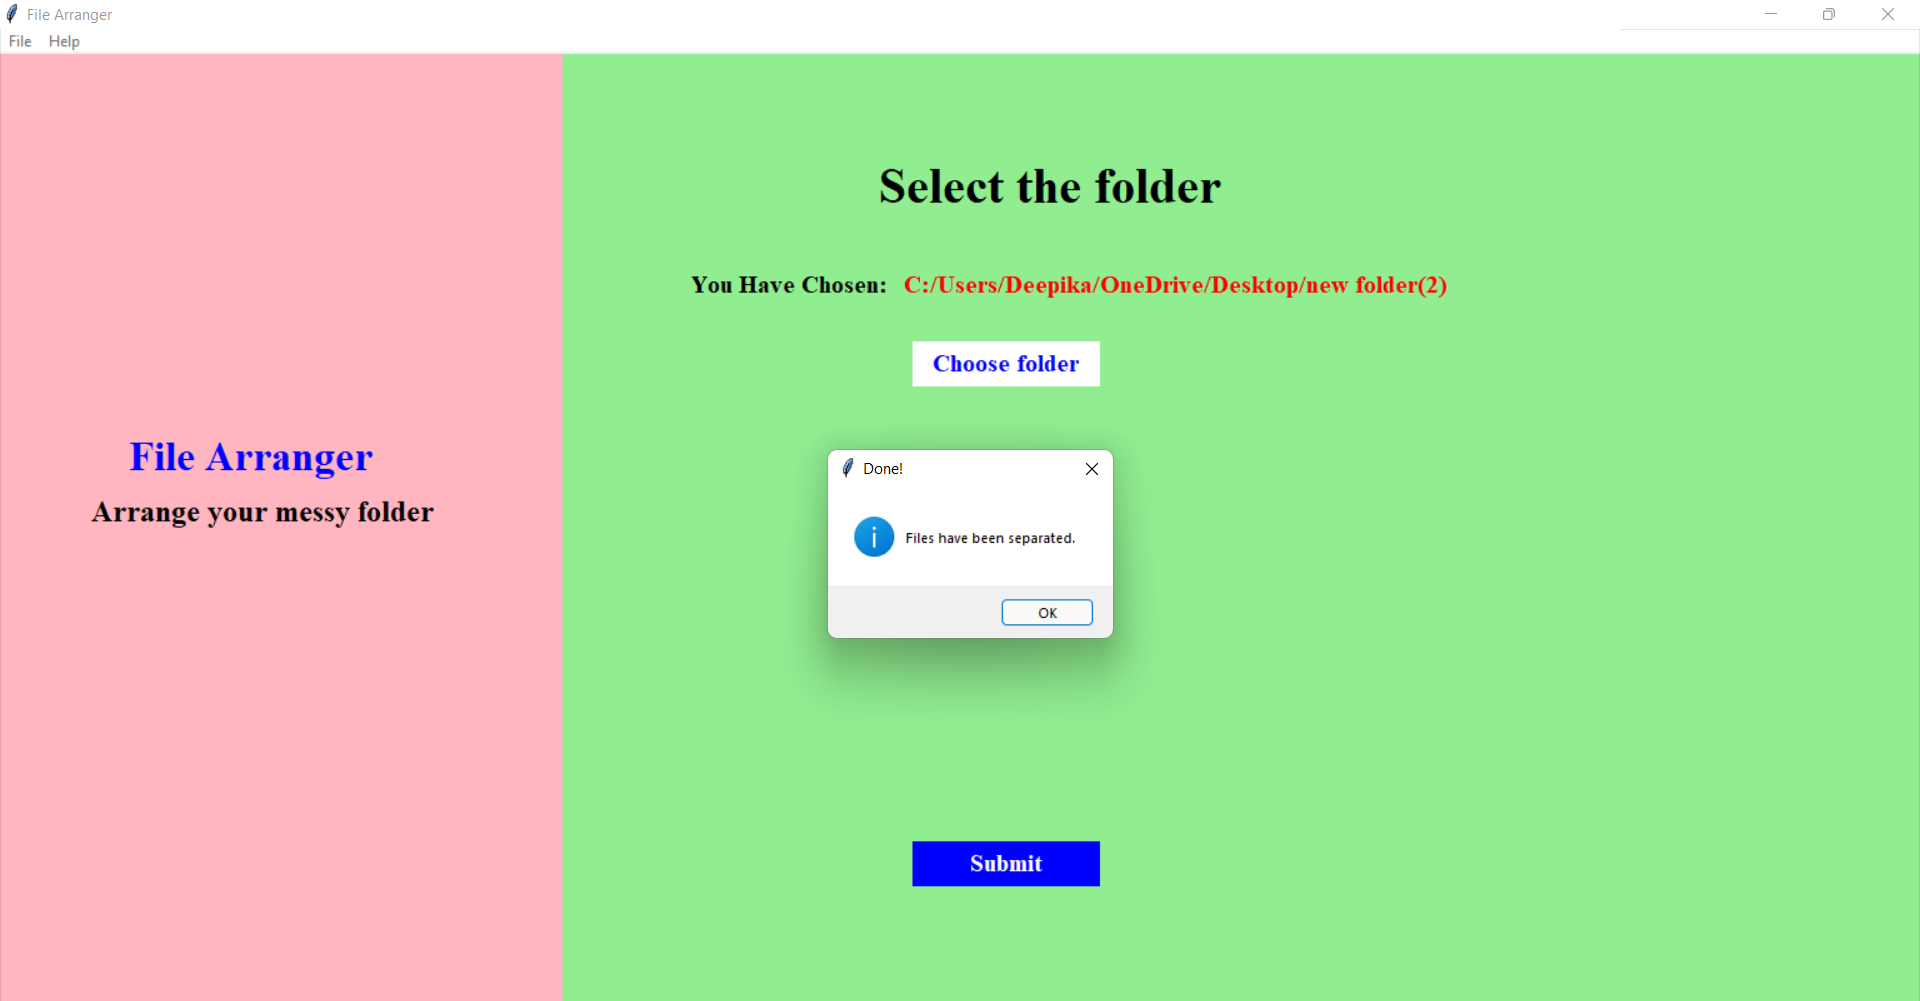 File Arranger
File Help
Select the folder
You Have Chosen: C:/Users/Deepika/OneDrive/Desktop/new folder(2)
Choose folder
File Arranger
Arrange your messy folder
Done!
Files have been separated.
OK
Submit